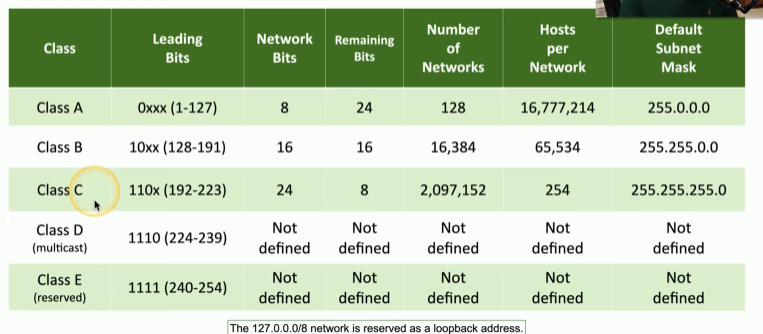 Class Leading Bits Network Bits Remaining Bits Number of Networks Hosts per Network Default Subnet Mask
Class A 0xxx (1-127) 8 24 128 16,777,214 255.0.0.0
Class B 10xx (128-191) 16 16 16,384 65,534 255.255.0.0
Class C 110x (192-223) 24 8 2,097,152 254 255.255.255.0
Class D (multicast) 1110 (224-239) Not defined Not defined Not defined Not defined Not defined
Class E (reserved) 1111 (240-254) Not defined Not defined Not defined Not defined Not defined
The 127.0.0.0/8 network is reserved as a loopback address.